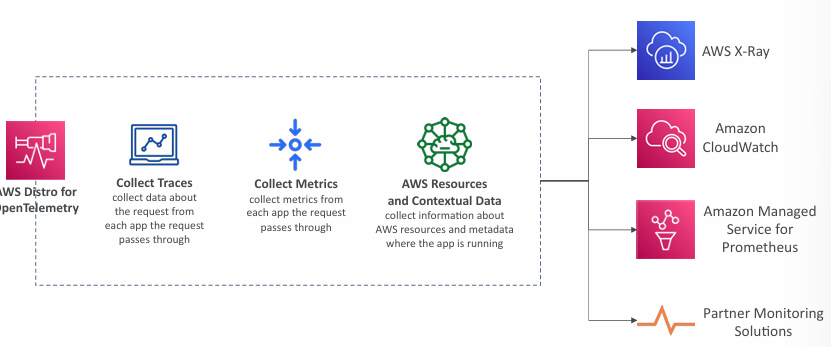 AWS Distro for
OpenTelemetry
Collect Traces
collect data about
the request from
each app the request
passes through
Collect Metrics
collect metrics from
each app the request
passes through
AWS Resources
and Contextual Data
collect information about
AWS resources and metadata
where the app is running
AWS X-Ray
Amazon
CloudWatch
Amazon Managed
Service for
Prometheus
Partner Monitoring
Solutions